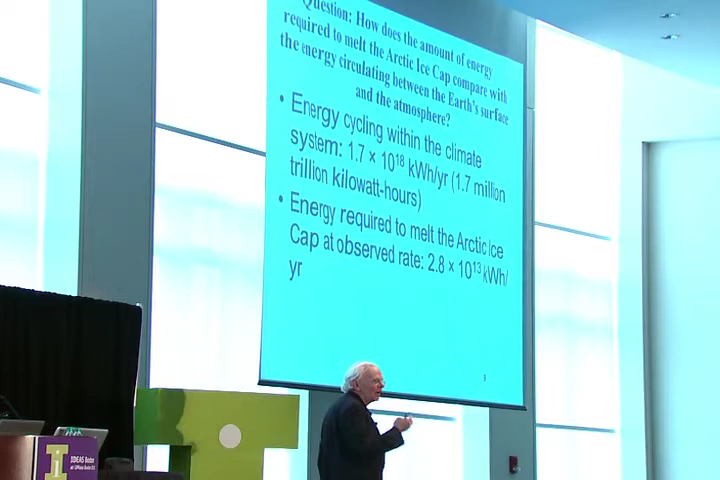 Question: How does the amount of energy
required to melt the Arctic Ice Cap compare with
the energy circulating between the Earth's surface
and the atmosphere?
• Energy cycling within the climate
system: 1.7 × 10¹⁸ kWh/yr (1.7 million
trillion kilowatt-hours)
• Energy required to melt the Arctic Ice
Cap at observed rate: 2.8 × 10¹³ kWh/
yr
IDEAS Boston